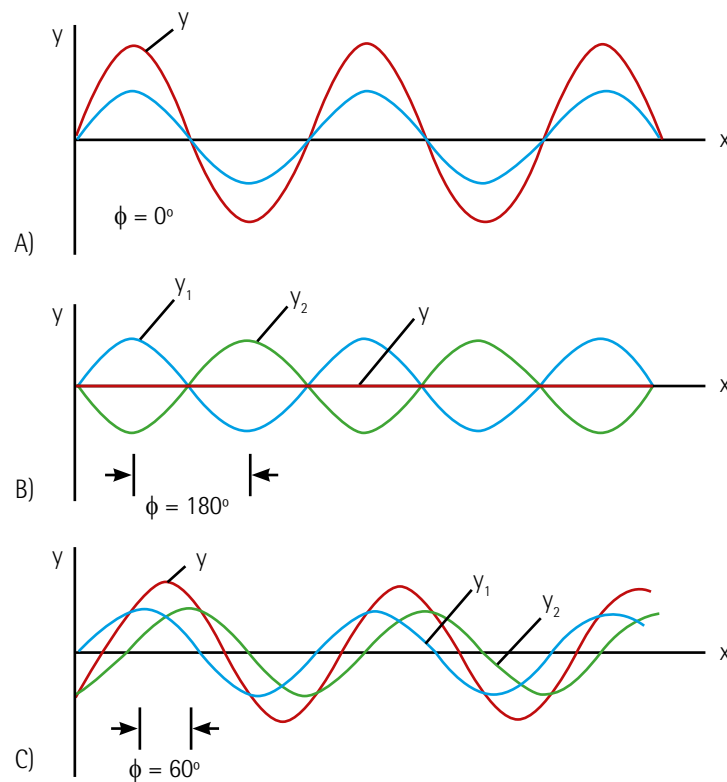 y
y
x
ϕ = 0º
A)
y
y₁
y₂
y
x
B)
ϕ = 180º
y
y
y₁
y₂
x
C)
ϕ = 60º